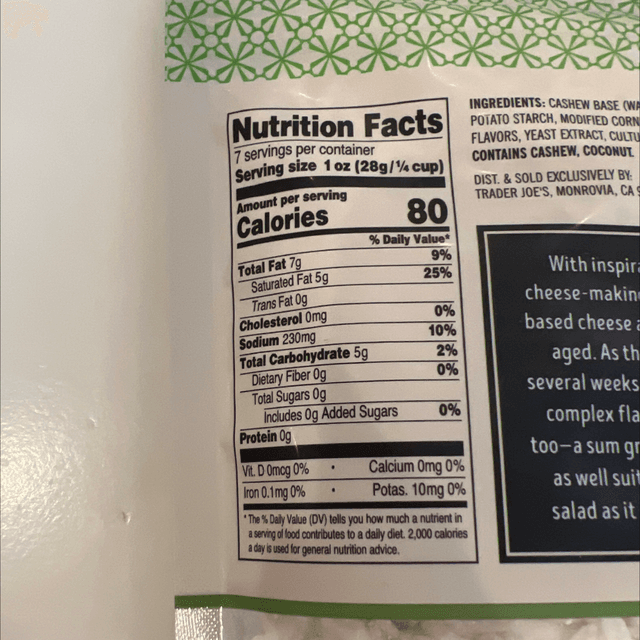 Nutrition Facts
7 servings per container
Serving size 1 oz (28g/¼ cup)
Amount per serving
Calories 80
% Daily Value*
Total Fat 7g 9%
Saturated Fat 5g 25%
Trans Fat 0g
Cholesterol 0mg 0%
Sodium 230mg 10%
Total Carbohydrate 5g 2%
Dietary Fiber 0g 0%
Total Sugars 0g
Includes 0g Added Sugars 0%
Protein 0g
Vit. D 0mcg 0% • Calcium 0mg 0%
Iron 0.1mg 0% • Potas. 10mg 0%
* The % Daily Value (DV) tells you how much a nutrient in
a serving of food contributes to a daily diet. 2,000 calories
a day is used for general nutrition advice.
INGREDIENTS: CASHEW BASE (WA
POTATO STARCH, MODIFIED CORN
FLAVORS, YEAST EXTRACT, CULTU
CONTAINS CASHEW, COCONUT.
DIST. & SOLD EXCLUSIVELY BY:
TRADER JOE'S, MONROVIA, CA
With inspira
cheese-making
based cheese a
aged. As th
several weeks
complex fla
too—a sum gr
as well suit
salad as it